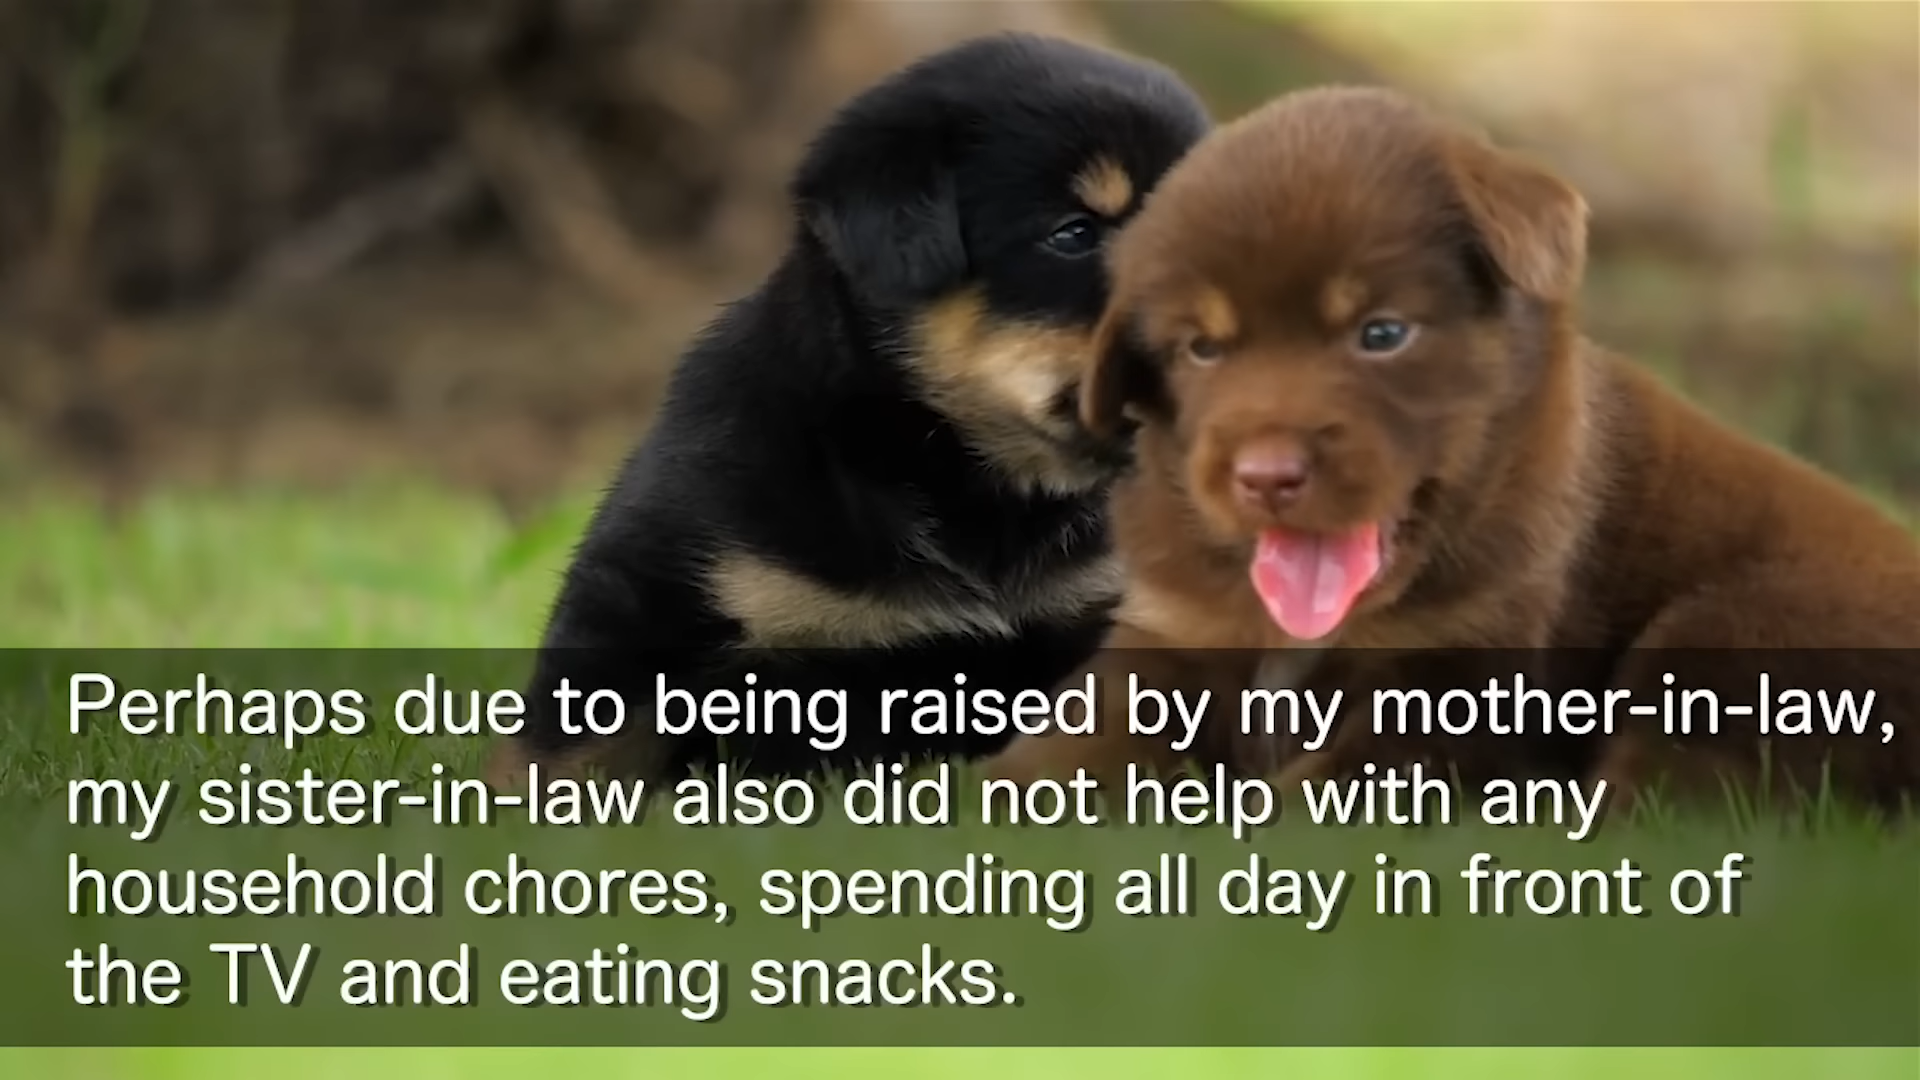 Perhaps due to being raised by my mother-in-law,
my sister-in-law also did not help with any
household chores, spending all day in front of
the TV and eating snacks.